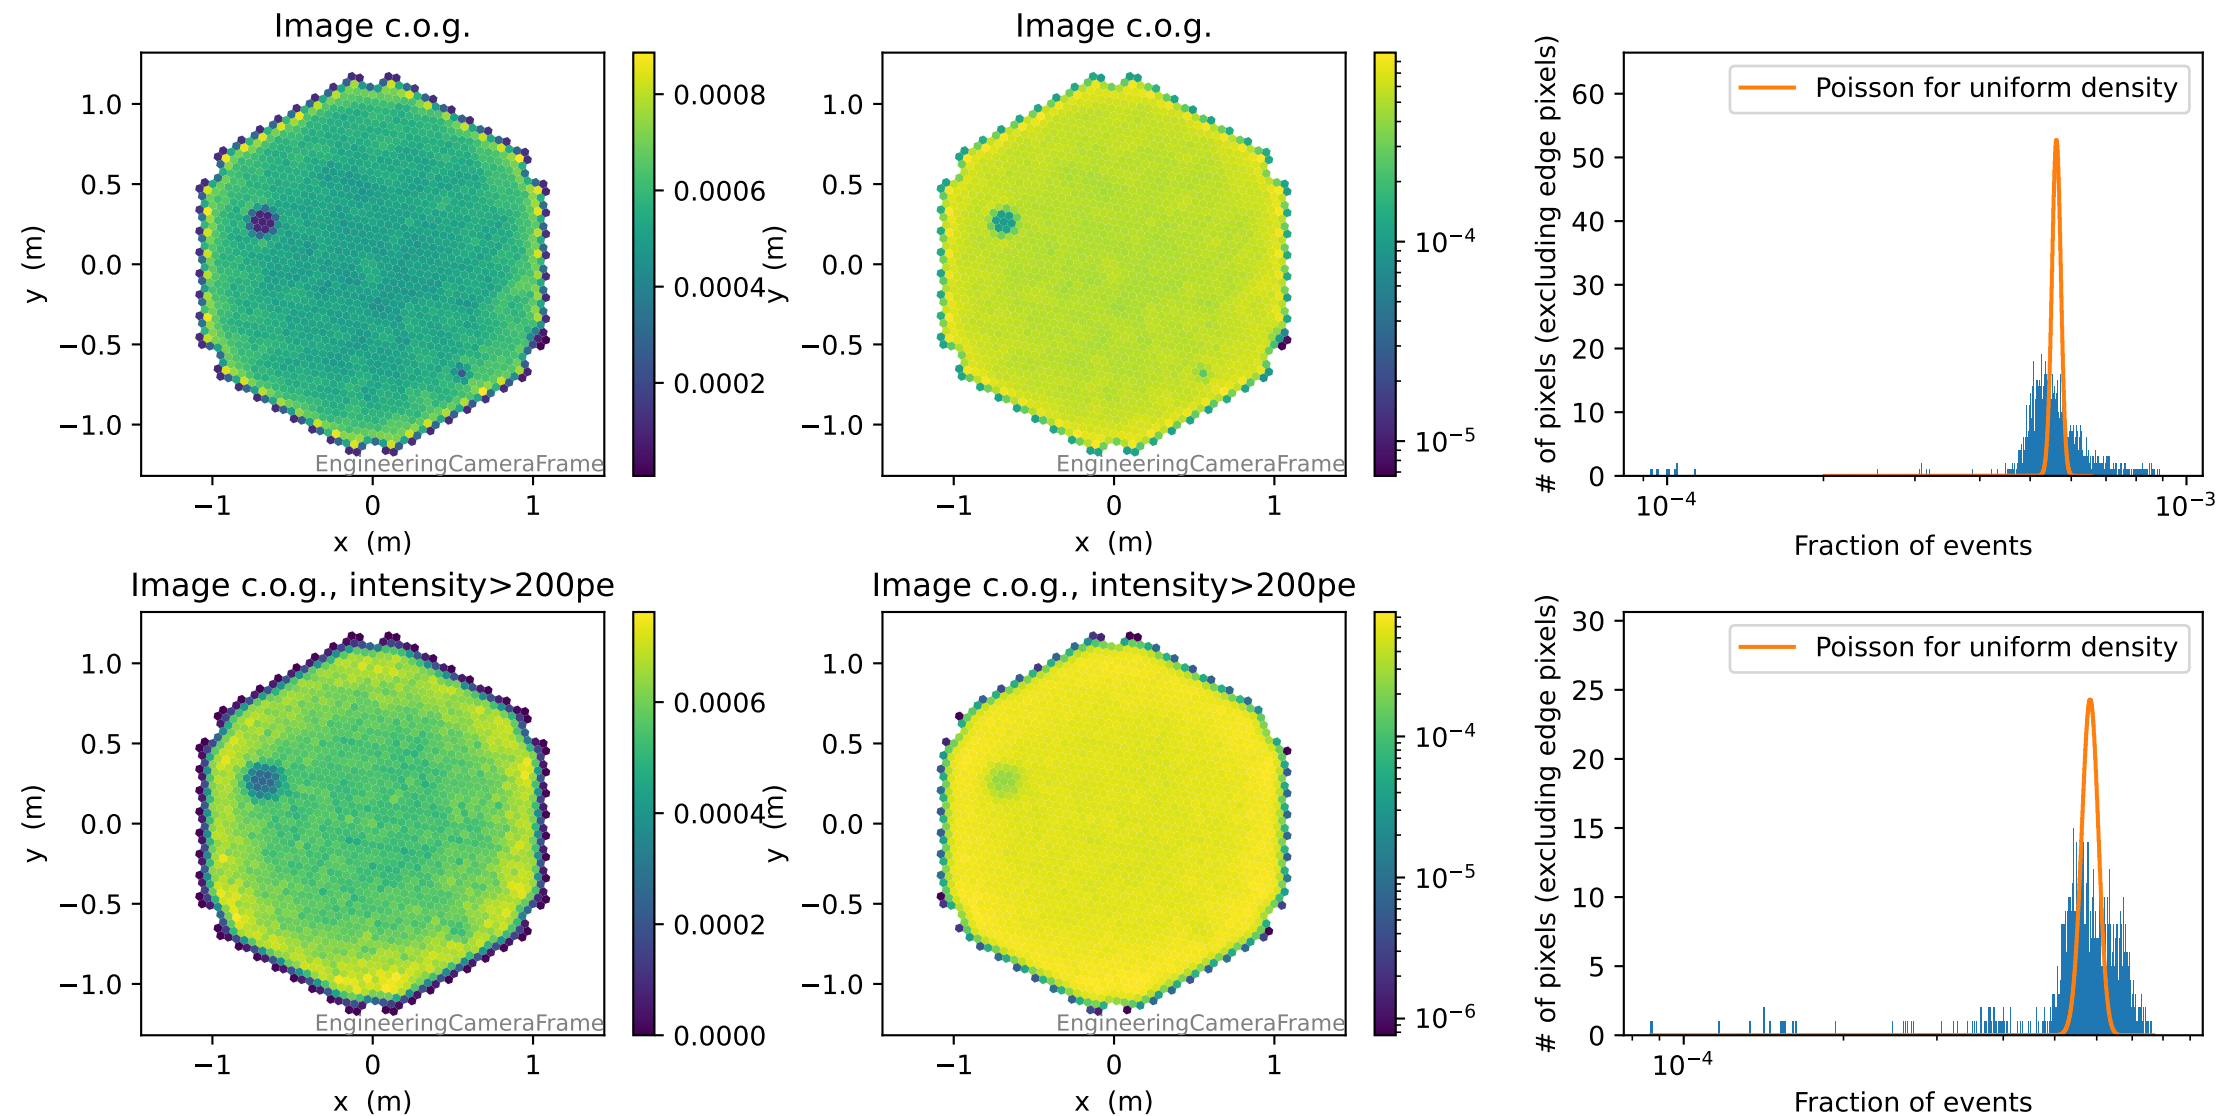 Image c.o.g.
1.0
0.5
0.0
−0.5
−1.0
y (m)
−1
0
1
x (m)
EngineeringCameraFrame
0.0008
0.0006
0.0004
0.0002
Image c.o.g.
1.0
0.5
0.0
−0.5
−1.0
y (m)
−1
0
1
x (m)
EngineeringCameraFrame
10⁻⁴
10⁻⁵
# of pixels (excluding edge pixels)
60
50
40
30
20
10
0
Poisson for uniform density
10⁻⁴
10⁻³
Fraction of events
Image c.o.g., intensity>200pe
1.0
0.5
0.0
−0.5
−1.0
y (m)
−1
0
1
x (m)
EngineeringCameraFrame
0.0006
0.0004
0.0002
0.0000
Image c.o.g., intensity>200pe
1.0
0.5
0.0
−0.5
−1.0
y (m)
−1
0
1
x (m)
EngineeringCameraFrame
10⁻⁴
10⁻⁵
10⁻⁶
# of pixels (excluding edge pixels)
30
25
20
15
10
5
0
Poisson for uniform density
10⁻⁴
Fraction of events